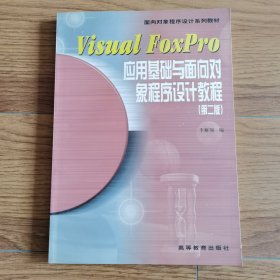 面向对象程序设计系列教材
Visual FoxPro
应用基础与面向对
象程序设计教程
(第二版)
高等教育出版社